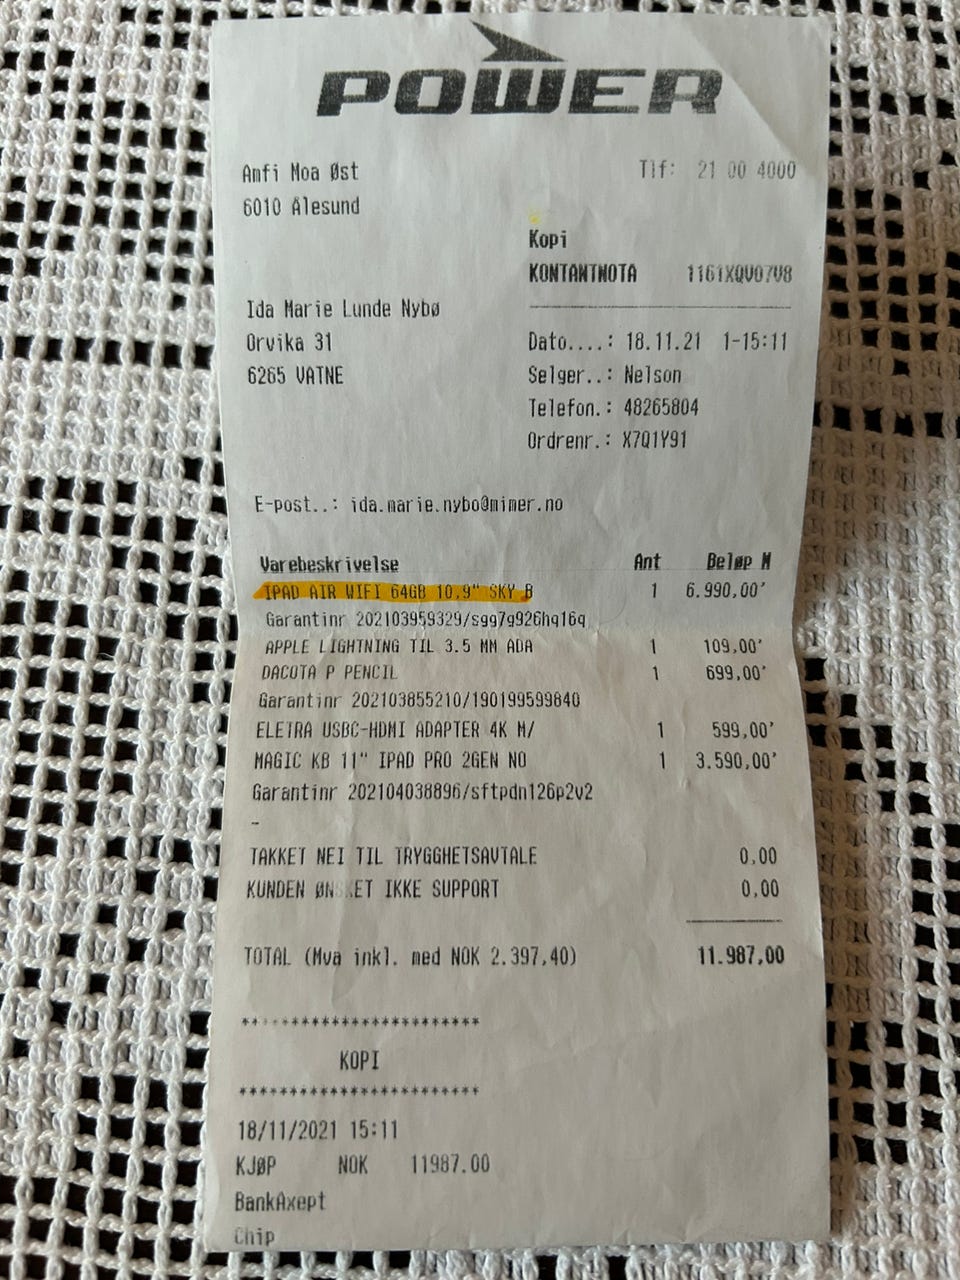 POWER
Amfi Moa Øst
6010 Ålesund
Tlf: 21 00 4000
Kopi
KONTANTNOTA 1161XQV07V8
Ida Marie Lunde Nybø
Orvika 31
6265 VATNE
Dato....: 18.11.21 1-15:11
Selger..: Nelson
Telefon.: 48265804
Ordrenr.: X7Q1Y91
E-post..: ida.marie.nybo@mimer.no
Varebeskrivelse Ant Beløp M
IPAD AIR WIFI 64GB 10,9" SKY B 1 6.990,00'
Garantinr 202103959329/sgg7g926hq16q
APPLE LIGHTNING TIL 3.5 MM ADA 1 109,00'
DACOTA P PENCIL 1 699,00'
Garantinr 202103855210/190199599840
ELETRA USBC-HDMI ADAPTER 4K M/ 1 599,00'
MAGIC KB 11" IPAD PRO 2GEN NO 1 3.590,00'
Garantinr 202104038896/sftpdn126p2v2
-
TAKKET NEI TIL TRYGGHETSAVTALE 0,00
KUNDEN ØNSKET IKKE SUPPORT 0,00
TOTAL (Mva inkl. med NOK 2.397,40) 11.987,00
************************
KOPI
************************
18/11/2021 15:11
KJØP NOK 11987.00
BankAxept
Chip